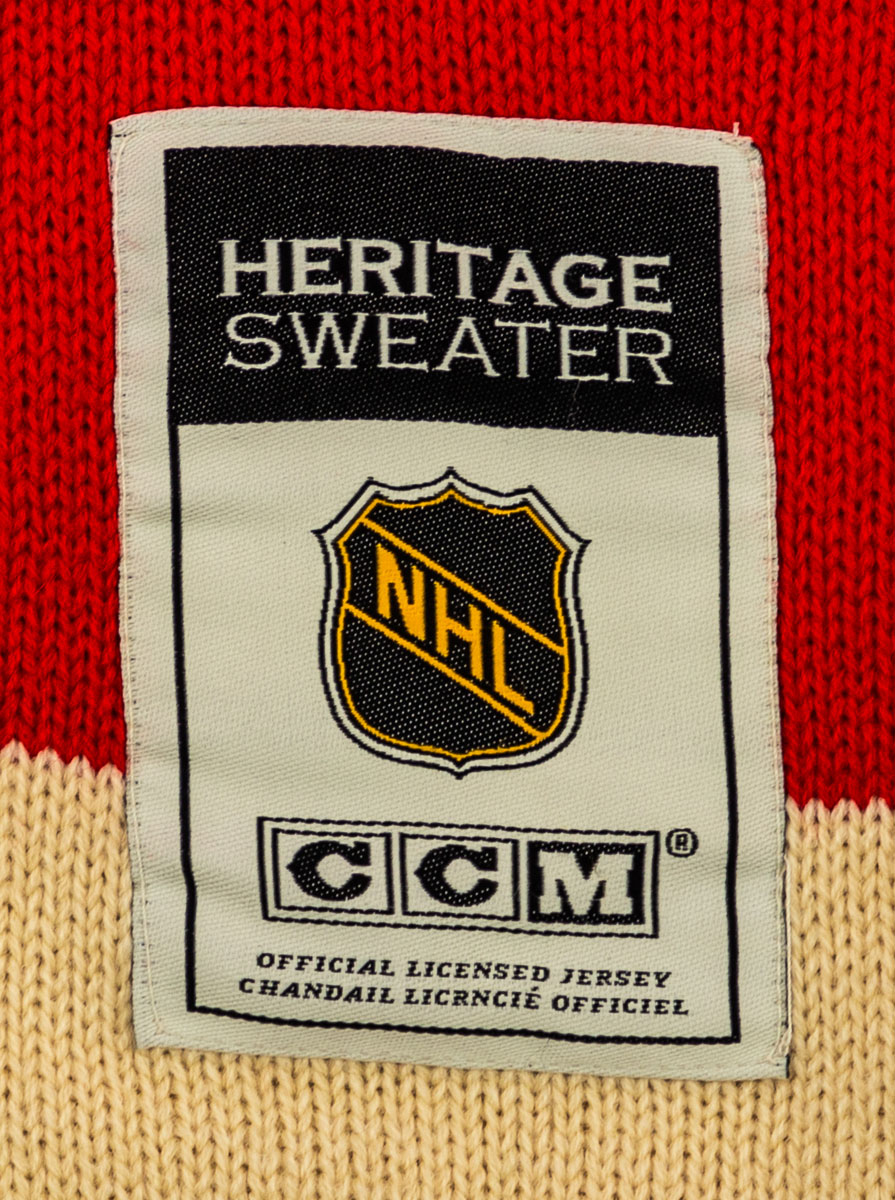 HERITAGE
SWEATER
NHL
CCM®
OFFICIAL LICENSED JERSEY
CHANDAIL LICRNCIÉ OFFICIEL